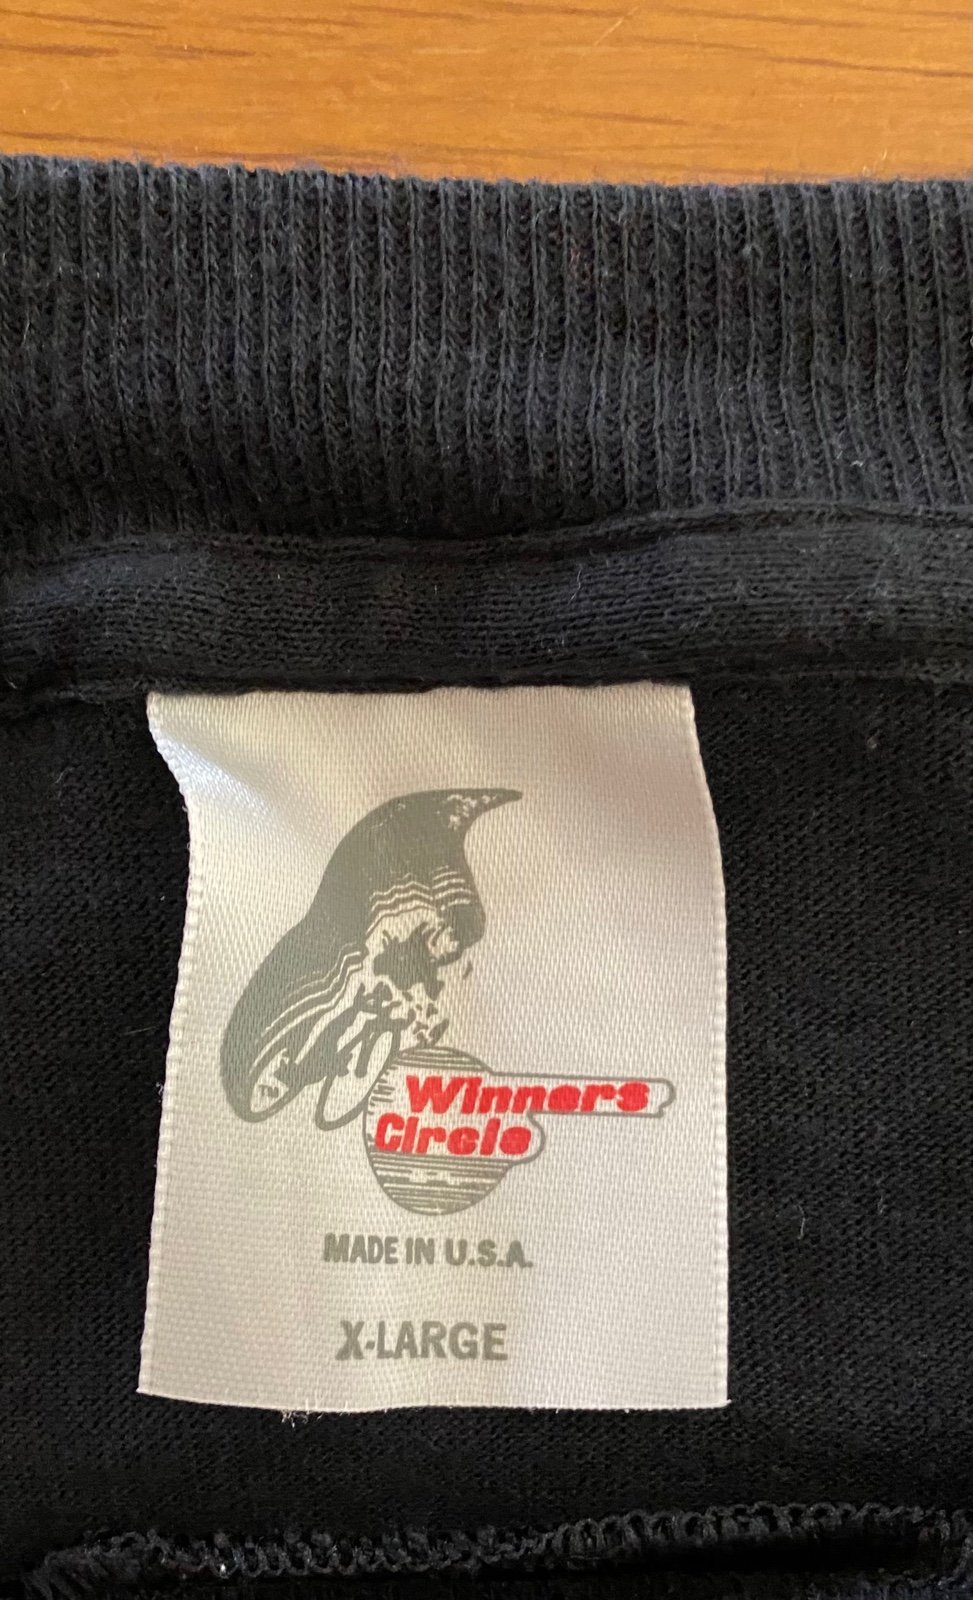 Winners
Circle
MADE IN U.S.A.
X-LARGE